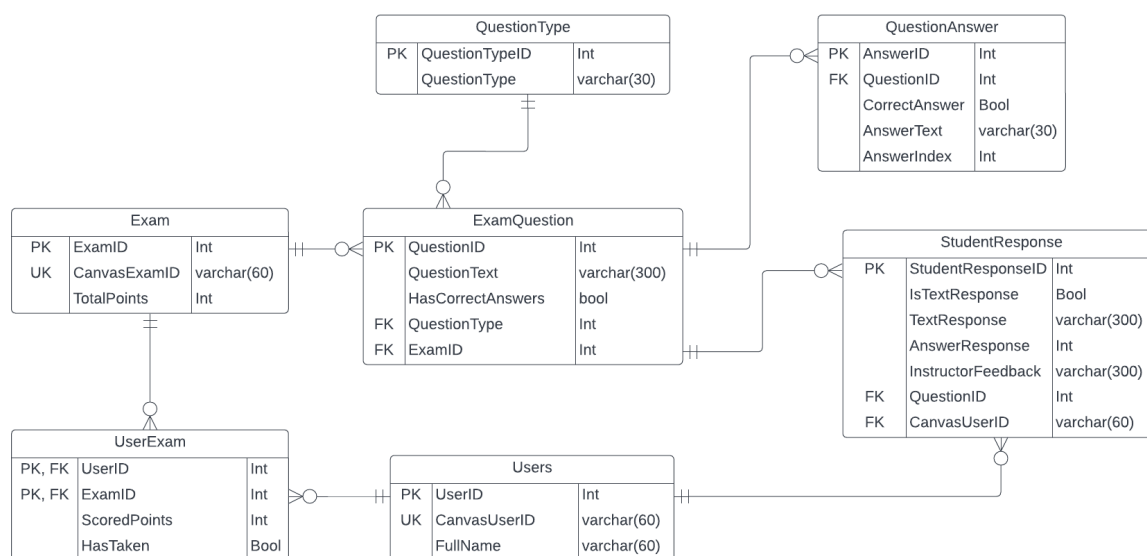 QuestionType
PK QuestionTypeID Int
QuestionType varchar(30)
QuestionAnswer
PK AnswerID Int
FK QuestionID Int
CorrectAnswer Bool
AnswerText varchar(30)
AnswerIndex Int
Exam
PK ExamID Int
UK CanvasExamID varchar(60)
TotalPoints Int
ExamQuestion
PK QuestionID Int
QuestionText varchar(300)
HasCorrectAnswers bool
FK QuestionType Int
FK ExamID Int
StudentResponse
PK StudentResponseID Int
IsTextResponse Bool
TextResponse varchar(300)
AnswerResponse Int
InstructorFeedback varchar(300)
FK QuestionID Int
FK CanvasUserID varchar(60)
UserExam
PK, FK UserID Int
PK, FK ExamID Int
ScoredPoints Int
HasTaken Bool
Users
PK UserID Int
UK CanvasUserID varchar(60)
FullName varchar(60)